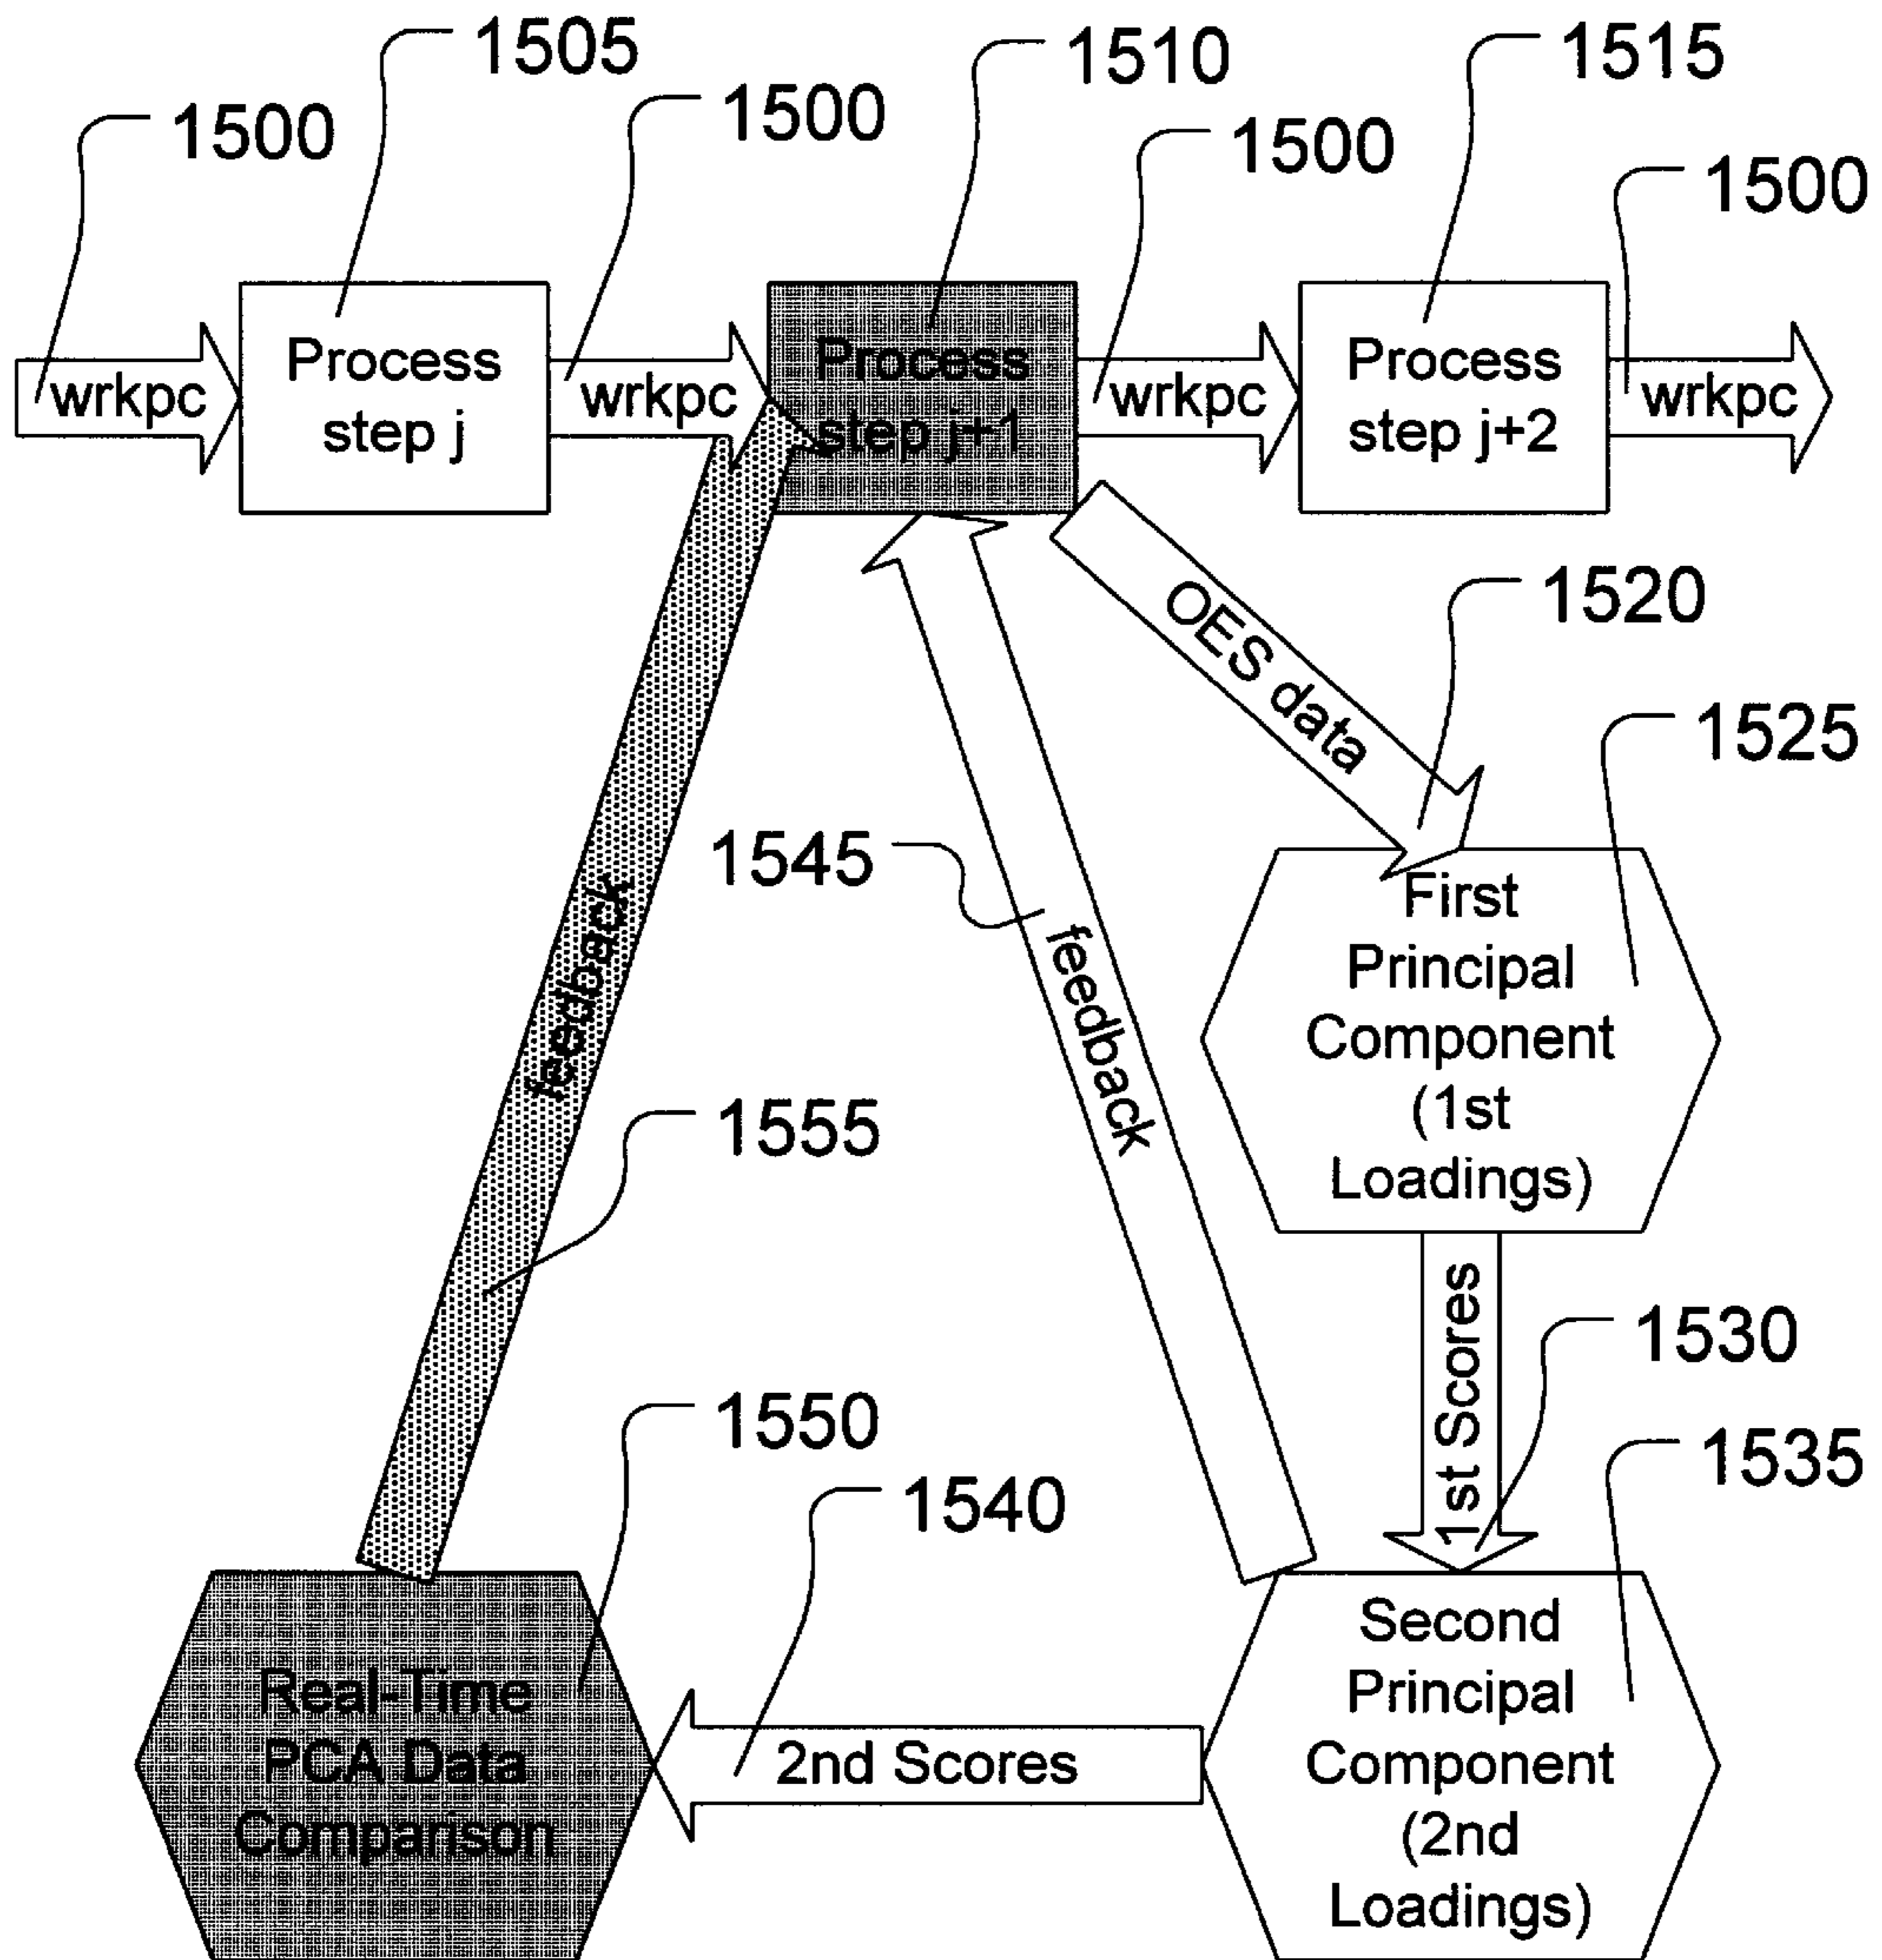 1505
1510
1515
1500
1500
1500
1500
wrkpc
Process
step j
wrkpc
Process
step j+1
wrkpc
Process
step j+2
wrkpc
OES data
1520
1525
1545
First
Principal
Component
(1st
Loadings)
feedback
feedback
1555
1st Scores
1530
1550
1540
1535
Real-Time
PCA Data
Comparison
2nd Scores
Second
Principal
Component
(2nd
Loadings)